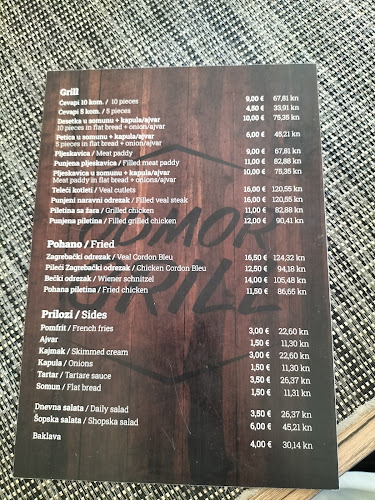 Grill
Ćevapi 10 kom. / 10 pieces 9,00 € 67,81 kn
Ćevapi 5 kom. / 5 pieces 4,50 € 33,91 kn
Desetka u somunu + kapula/ajvar 10,00 € 75,35 kn
10 pieces in flat bread + onion/ajvar
Petica u somunu + kapula/ajvar 6,00 € 45,21 kn
5 pieces in flat bread + onion/ajvar
Pljeskavica / Meat paddy 9,00 € 67,81 kn
Punjena pljeskavica / Filled meat paddy 11,00 € 82,88 kn
Pljeskavica u somunu + kapula/ajvar 10,00 € 75,35 kn
Meat paddy in flat bread + onions/ajvar
Teleći kotleti / Veal cutlets 16,00 € 120,55 kn
Punjeni naravni odrezak / Filled veal steak 16,00 € 120,55 kn
Piletina sa žara / Grilled chicken 11,00 € 82,88 kn
Punjena piletina / Filled grilled chicken 12,00 € 90,41 kn
Pohano / Fried
Zagrebački odrezak / Veal Cordon Bleu 16,50 € 124,32 kn
Pileći Zagrebački odrezak / Chicken Cordon Bleu 12,50 € 94,18 kn
Bečki odrezak / Wiener schnitzel 14,00 € 105,48 kn
Pohana piletina / Fried chicken 11,50 € 86,65 kn
Prilozi / Sides
Pomfrit / French fries 3,00 € 22,60 kn
Ajvar 1,50 € 11,30 kn
Kajmak / Skimmed cream 3,00 € 22,60 kn
Kapula / Onions 1,50 € 11,30 kn
Tartar / Tartare sauce 3,50 € 26,37 kn
Somun / Flat bread 1,50 € 11,31 kn
Dnevna salata / Daily salad 3,50 € 26,37 kn
Šopska salata / Shopska salad 6,00 € 45,21 kn
Baklava 4,00 € 30,14 kn